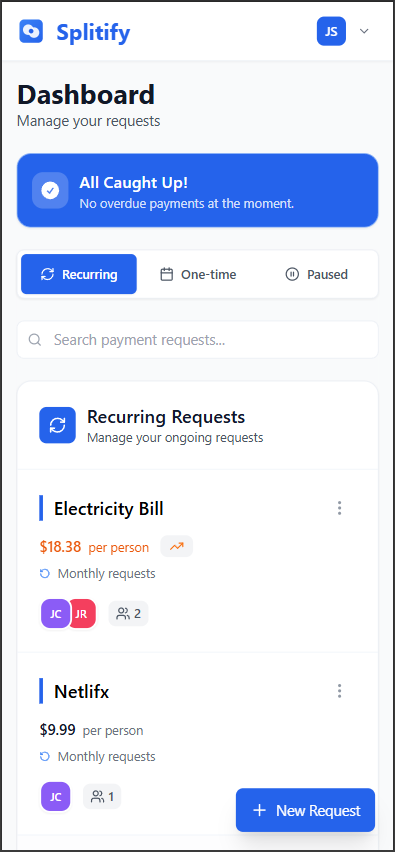 Splitify
JS
Dashboard
Manage your requests
All Caught Up!
No overdue payments at the moment.
Recurring
One-time
Paused
Search payment requests...
Recurring Requests
Manage your ongoing requests
Electricity Bill
$18.38 per person
Monthly requests
JC JR 2
Netlifx
$9.99 per person
Monthly requests
JC 1
+ New Request